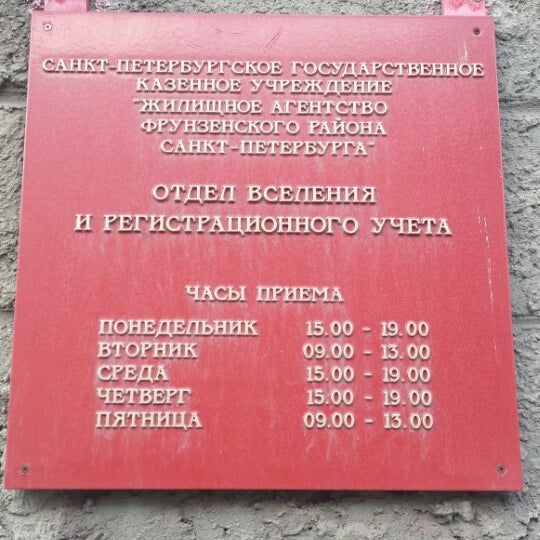 САНКТ-ПЕТЕРБУРГСКОЕ ГОСУДАРСТВЕННОЕ
КАЗЕННОЕ УЧРЕЖДЕНИЕ
"ЖИЛИЩНОЕ АГЕНТСТВО
ФРУНЗЕНСКОГО РАЙОНА
САНКТ-ПЕТЕРБУРГА"
ОТДЕЛ ВСЕЛЕНИЯ
И РЕГИСТРАЦИОННОГО УЧЕТА
ЧАСЫ ПРИЕМА
ПОНЕДЕЛЬНИК 15.00 - 19.00
ВТОРНИК 09.00 - 13.00
СРЕДА 15.00 - 19.00
ЧЕТВЕРГ 15.00 - 19.00
ПЯТНИЦА 09.00 - 13.00